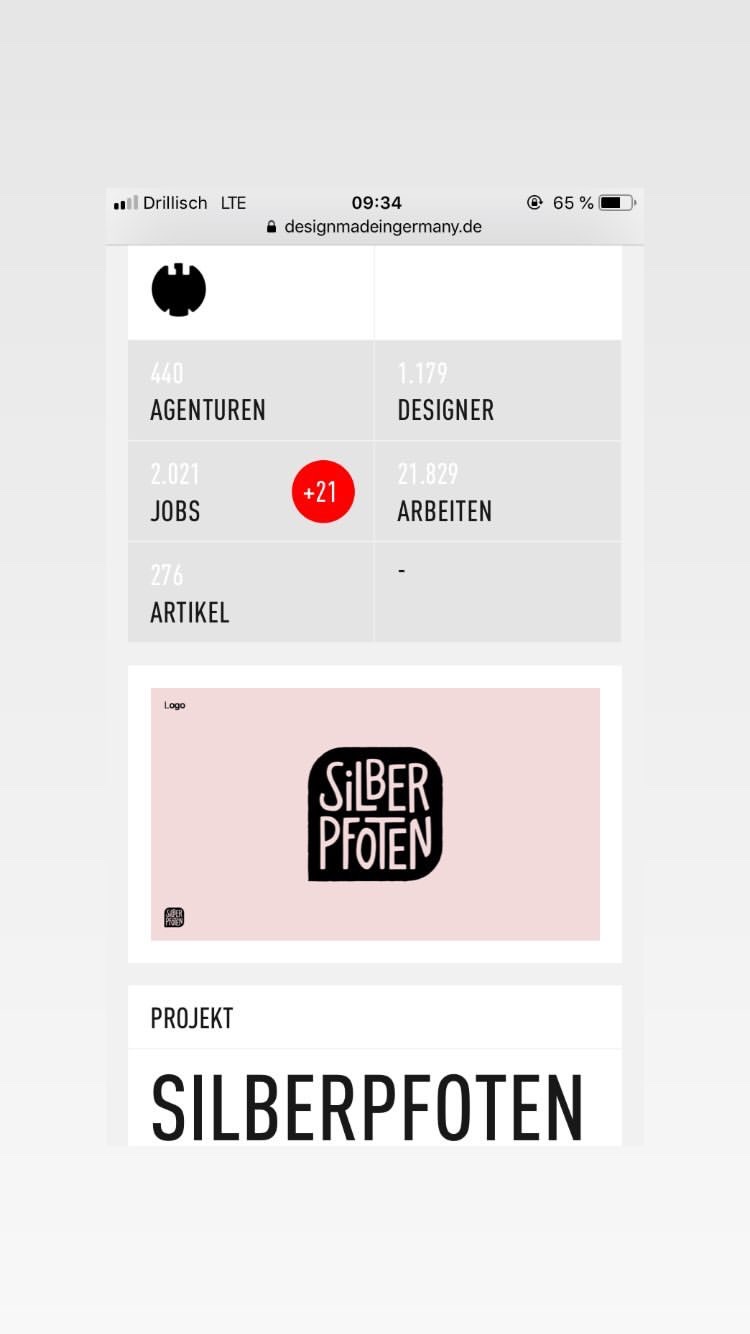 Drillisch LTE 09:34 65 %
designmadeingermany.de
440
AGENTUREN
1.179
DESIGNER
2.021
JOBS
+21
21.829
ARBEITEN
276
ARTIKEL
-
Logo
SiLBER
PFOTEN
SiLBER
PFOTEN
PROJEKT
SILBERPFOTEN